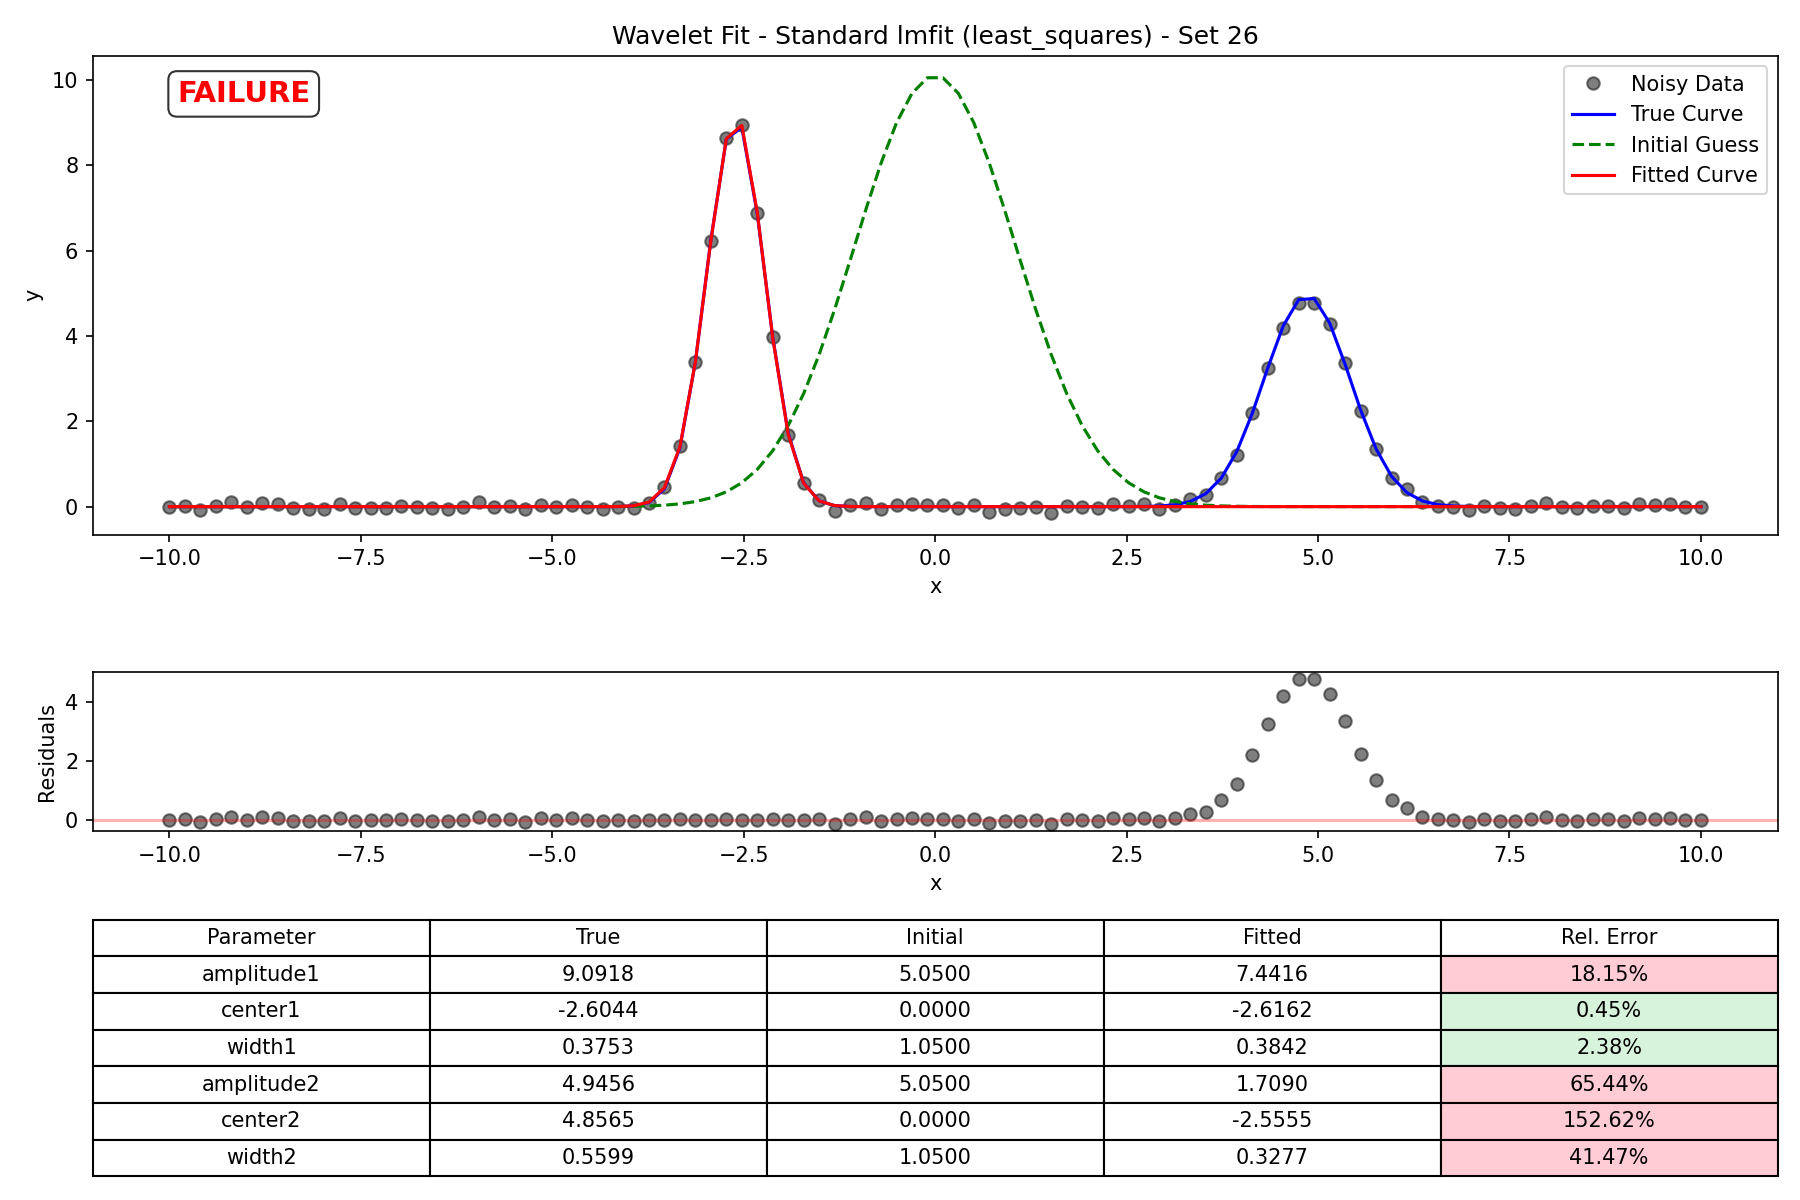 Wavelet Fit - Standard lmfit (least_squares) - Set 26
FAILURE
Noisy Data
True Curve
Initial Guess
Fitted Curve
10
8
6
4
2
0
y
−10.0 −7.5 −5.0 −2.5 0.0 2.5 5.0 7.5 10.0
x
4
2
0
Residuals
−10.0 −7.5 −5.0 −2.5 0.0 2.5 5.0 7.5 10.0
x
Parameter True Initial Fitted Rel. Error
amplitude1 9.0918 5.0500 7.4416 18.15%
center1 -2.6044 0.0000 -2.6162 0.45%
width1 0.3753 1.0500 0.3842 2.38%
amplitude2 4.9456 5.0500 1.7090 65.44%
center2 4.8565 0.0000 -2.5555 152.62%
width2 0.5599 1.0500 0.3277 41.47%